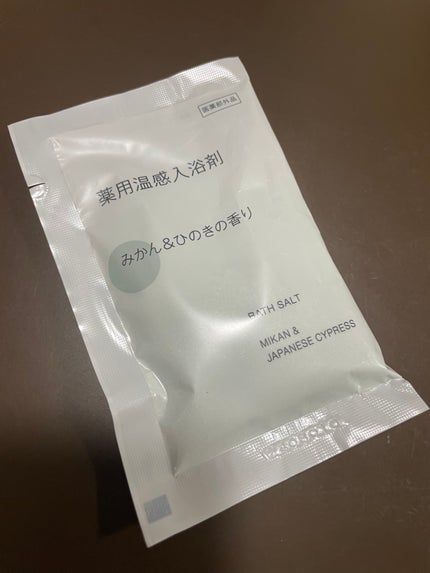 医薬部外品
薬用温感入浴剤
みかん&ひのきの香り
BATH SALT
MIKAN &
JAPANESE CYPRESS